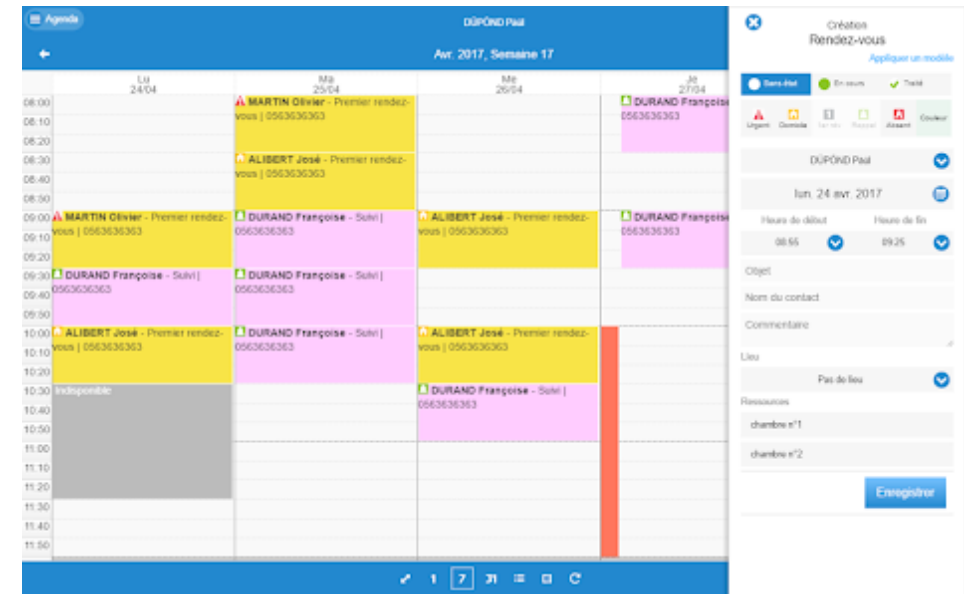 Agenda
DÜPÖND Paul
Avr. 2017, Semaine 17
Lu
24/04
Ma
25/04
Me
26/04
Je
27/04
08:00
08:10
08:20
08:30
08:40
08:50
09:00
09:10
09:20
09:30
09:40
09:50
10:00
10:10
10:20
10:30
10:40
10:50
11:00
11:10
11:20
11:30
11:40
11:50
MARTIN Olivier - Premier rendez-
vous | 0563636363
DURAND Françoise - Suivi |
0563636363
ALIBERT José - Premier rendez-
vous | 0563636363
Indisponible
MARTIN Olivier - Premier rendez-
vous | 0563636363
ALIBERT José - Premier rendez-
vous | 0563636363
DURAND Françoise - Suivi |
0563636363
DURAND Françoise - Suivi |
0563636363
DURAND Françoise - Suivi |
0563636363
ALIBERT José - Premier rendez-
vous | 0563636363
ALIBERT José - Premier rendez-
vous | 0563636363
DURAND Françoise - Suivi |
0563636363
DURAND Françoise
0563636363
DURAND Françoise
0563636363
1 7 31
Création
Rendez-vous
Appliquer un modèle
Sans état En cours Traité
Urgent Domicile Rappel Absent Couleur
DÜPÖND Paul
lun. 24 avr. 2017
Heure de début Heure de fin
08:55 09:25
Objet
Nom du contact
Commentaire
Lieu
Pas de lieu
Ressources
chambre n°1
chambre n°2
Enregistrer